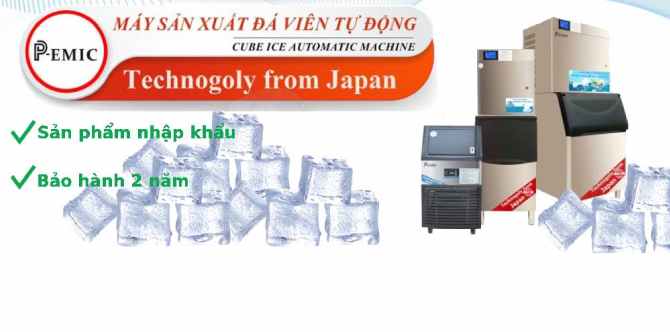 P-EMIC
MÁY SẢN XUẤT ĐÁ VIÊN TỰ ĐỘNG
CUBE ICE AUTOMATIC MACHINE
Technogoly from Japan
Sản phẩm nhập khẩu
Bảo hành 2 năm